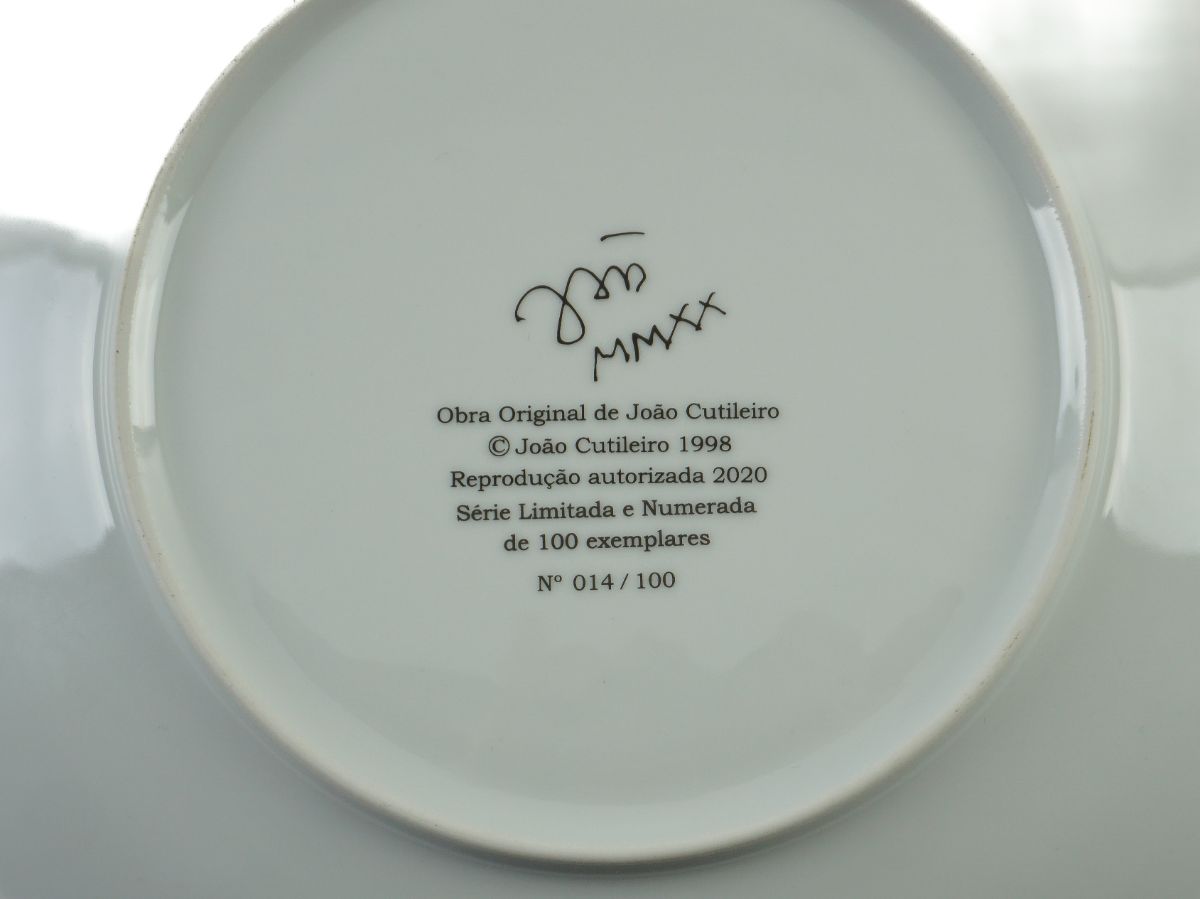 João
MMXX
Obra Original de João Cutileiro
© João Cutileiro 1998
Reprodução autorizada 2020
Série Limitada e Numerada
de 100 exemplares
Nº 014 / 100